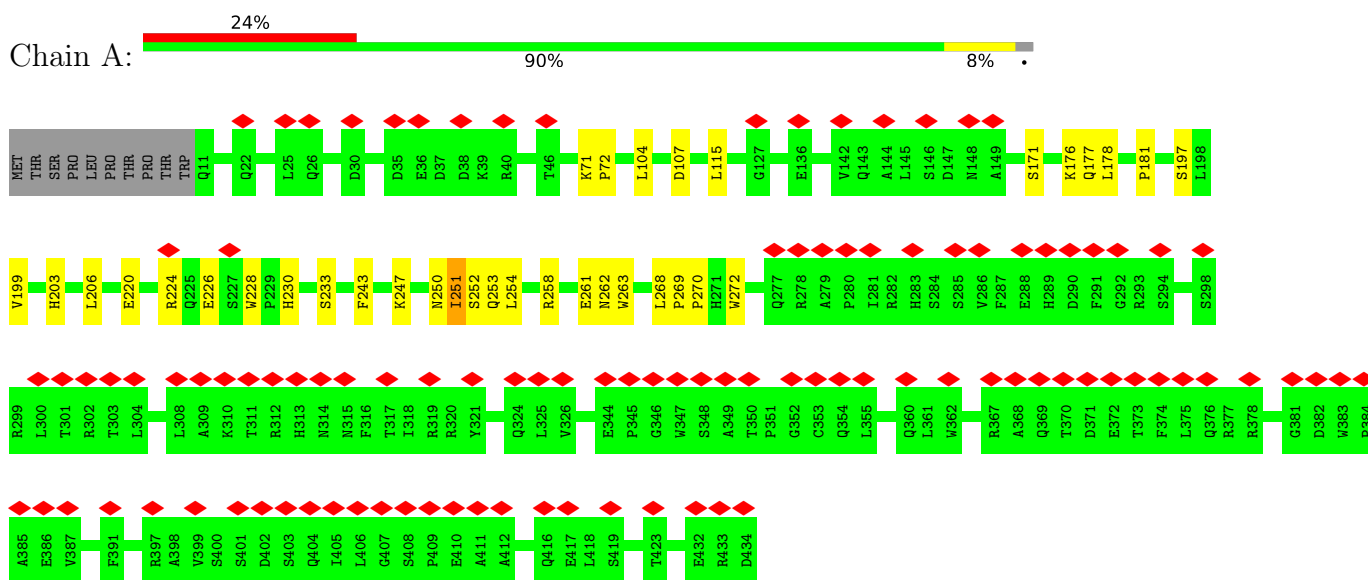 24%
Chain A:
90% 8% •
MET THR SER PRO LEU PRO THR PRO THR TRP Q11 Q22 L25 Q26 D30 D35 E36 D37 D38 K39 R40 T46 K71 P72 L104 D107 L115 G127 E136 V142 Q143 A144 L145 S146 D147 N148 A149 S171 K176 Q177 L178 P181 S197 L198
V199 H203 L206 E220 R224 Q225 E226 S227 W228 P229 H230 S233 F243 K247 N250 I251 S252 Q253 L254 R258 E261 N262 W263 L268 P269 P270 H271 W272 Q277 R278 A279 P280 I281 R282 H283 S284 S285 V286 F287 E288 H289 D290 F291 G292 R293 S294 S298
R299 L300 T301 R302 T303 L304 L308 A309 K310 T311 R312 H313 N314 N315 F316 T317 I318 R319 R320 Y321 Q324 L325 V326 E344 P345 G346 W347 S348 A349 T350 P351 G352 C353 Q354 L355 Q360 L361 W362 R367 A368 Q369 T370 D371 E372 T373 F374 L375 Q376 R377 R378 G381 D382 W383 P384
A385 E386 V387 F391 R397 A398 V399 S400 S401 D402 S403 Q404 I405 L406 G407 S408 P409 E410 A411 A412 Q416 E417 L418 S419 T423 E432 R433 D434